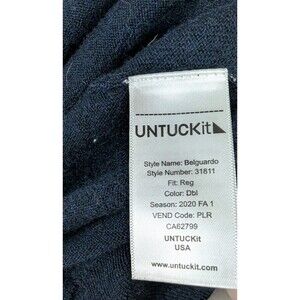 UNTUCKit
Style Name: Belguardo
Style Number: 31811
Fit: Reg
Color: Dbl
Season: 2020 FA 1
VEND Code: PLR
CA62799
UNTUCKit
USA
www.untuckit.com